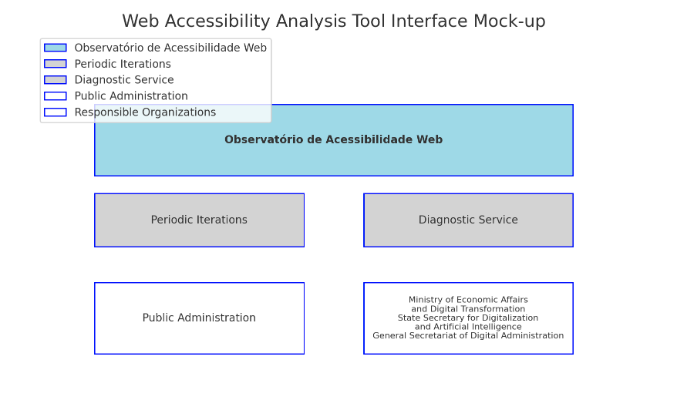 Web Accessibility Analysis Tool Interface Mock-up
Observatório de Acessibilidade Web
Periodic Iterations
Diagnostic Service
Public Administration
Responsible Organizations
Observatório de Acessibilidade Web
Periodic Iterations
Diagnostic Service
Public Administration
Ministry of Economic Affairs
and Digital Transformation
State Secretary for Digitalization
and Artificial Intelligence
General Secretariat of Digital Administration